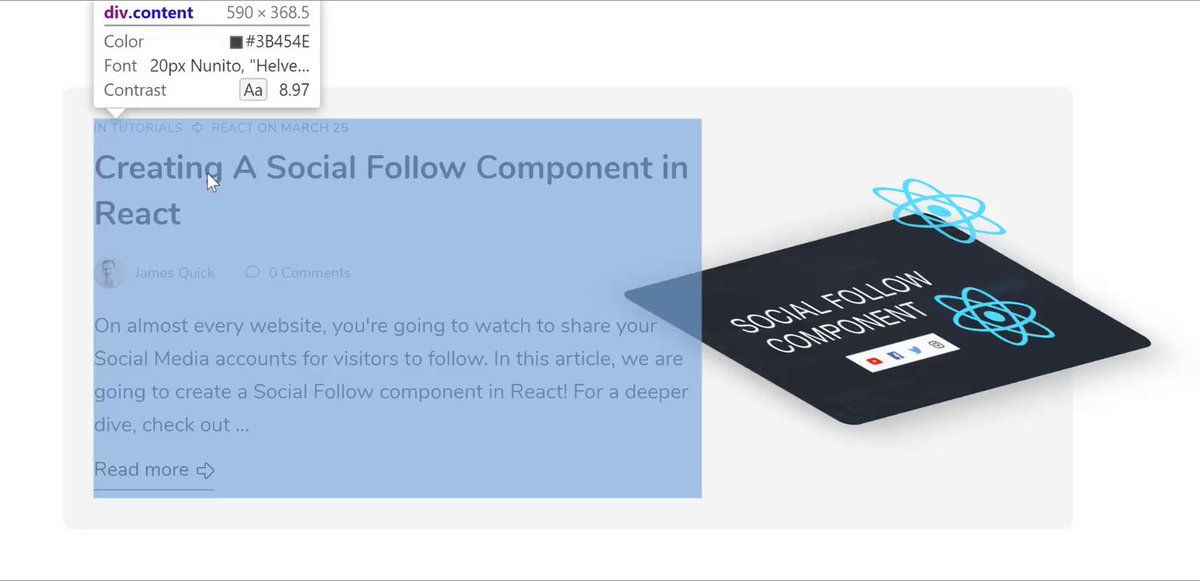 div.content 590 × 368.5
Color #3B454E
Font 20px Nunito, "Helve...
Contrast Aa 8.97
IN TUTORIALS REACT ON MARCH 25
Creating A Social Follow Component in
React
James Quick 0 Comments
On almost every website, you're going to watch to share your
Social Media accounts for visitors to follow. In this article, we are
going to create a Social Follow component in React! For a deeper
dive, check out ...
Read more
SOCIAL FOLLOW
COMPONENT